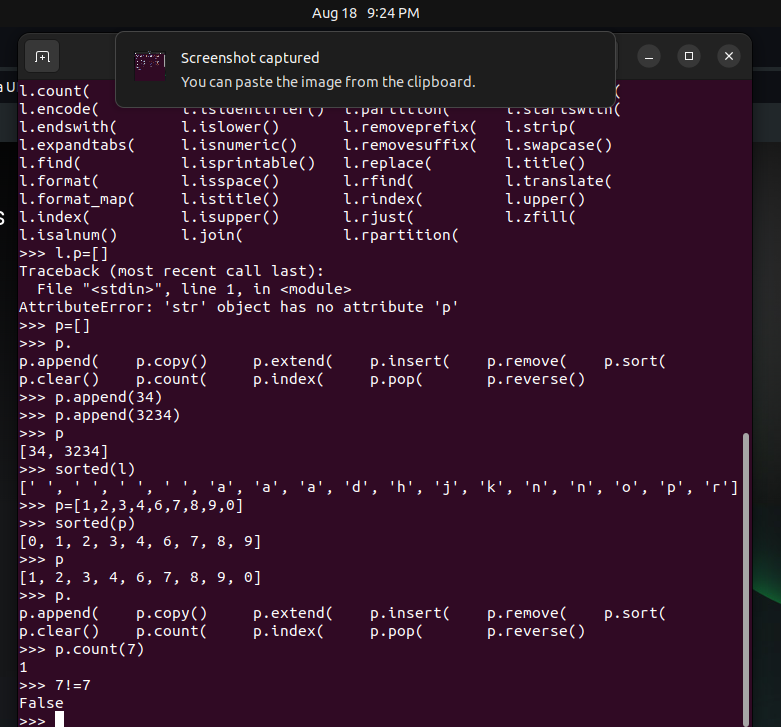 Aug 18 9:24 PM
Screenshot captured
You can paste the image from the clipboard.
l.count(
l.encode( l.isidentifier() l.partition( l.startswith(
l.endswith( l.islower() l.removeprefix( l.strip(
l.expandtabs( l.isnumeric() l.removesuffix( l.swapcase()
l.find( l.isprintable() l.replace( l.title()
l.format( l.isspace() l.rfind( l.translate(
l.format_map( l.istitle() l.rindex( l.upper()
l.index( l.isupper() l.rjust( l.zfill(
l.isalnum() l.join( l.rpartition(
>>> l.p=[]
Traceback (most recent call last):
  File "<stdin>", line 1, in <module>
AttributeError: 'str' object has no attribute 'p'
>>> p=[]
>>> p.
p.append( p.copy() p.extend( p.insert( p.remove( p.sort(
p.clear() p.count( p.index( p.pop( p.reverse()
>>> p.append(34)
>>> p.append(3234)
>>> p
[34, 3234]
>>> sorted(l)
[' ', ' ', ' ', ' ', 'a', 'a', 'a', 'd', 'h', 'j', 'k', 'n', 'n', 'o', 'p', 'r']
>>> p=[1,2,3,4,6,7,8,9,0]
>>> sorted(p)
[0, 1, 2, 3, 4, 6, 7, 8, 9]
>>> p
[1, 2, 3, 4, 6, 7, 8, 9, 0]
>>> p.
p.append( p.copy() p.extend( p.insert( p.remove( p.sort(
p.clear() p.count( p.index( p.pop( p.reverse()
>>> p.count(7)
1
>>> 7!=7
False
>>>